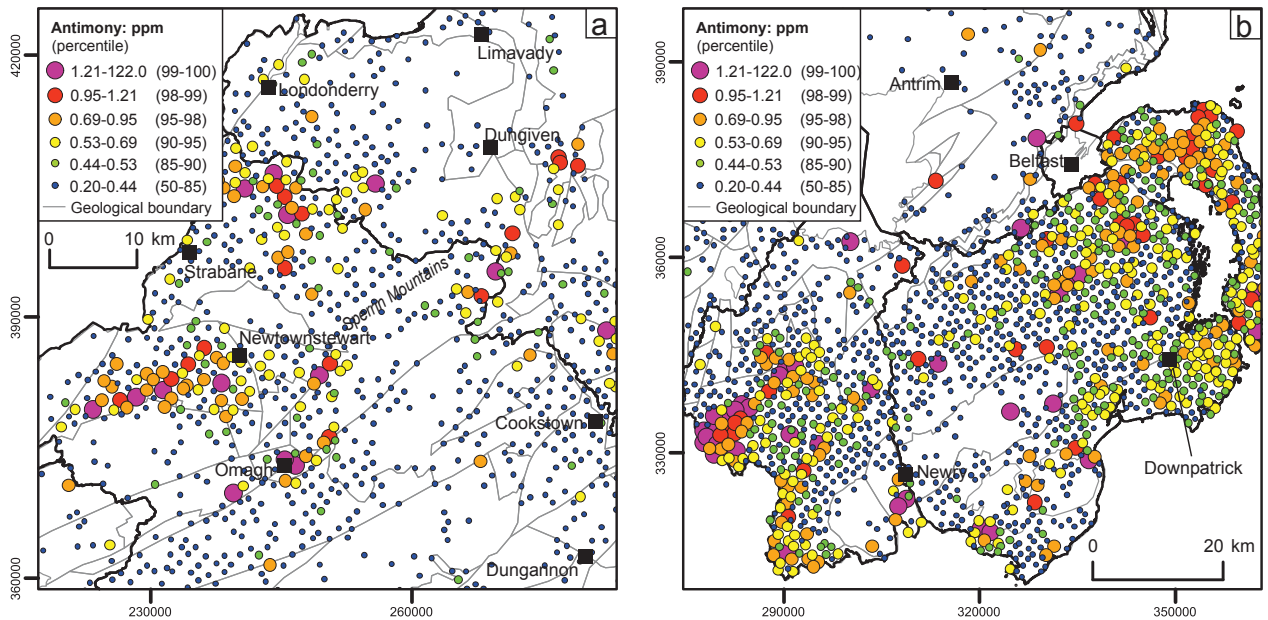 a
Antimony: ppm
(percentile)
1.21-122.0 (99-100)
0.95-1.21 (98-99)
0.69-0.95 (95-98)
0.53-0.69 (90-95)
0.44-0.53 (85-90)
0.20-0.44 (50-85)
Geological boundary
0 10 km
420000
390000
360000
230000 260000
Limavady
Londonderry
Dungiven
Strabane
Sperrin Mountains
Newtownstewart
Cookstown
Omagh
Dungannon
b
Antimony: ppm
(percentile)
1.21-122.0 (99-100)
0.95-1.21 (98-99)
0.69-0.95 (95-98)
0.53-0.69 (90-95)
0.44-0.53 (85-90)
0.20-0.44 (50-85)
Geological boundary
390000
360000
330000
Antrim
Belfast
Newry
Downpatrick
0 20 km
290000 320000 350000